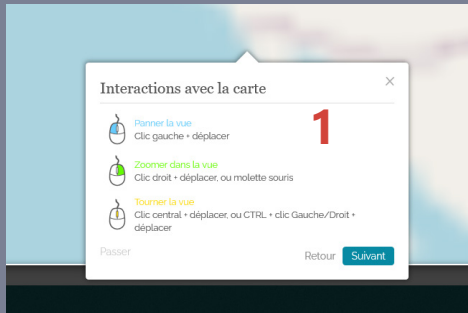 Interactions avec la carte
×
1
Panner la vue
Clic gauche + déplacer
Zoomer dans la vue
Clic droit + déplacer, ou molette souris
Tourner la vue
Clic central + déplacer, ou CTRL + clic Gauche/Droit +
déplacer
Passer
Retour
Suivant